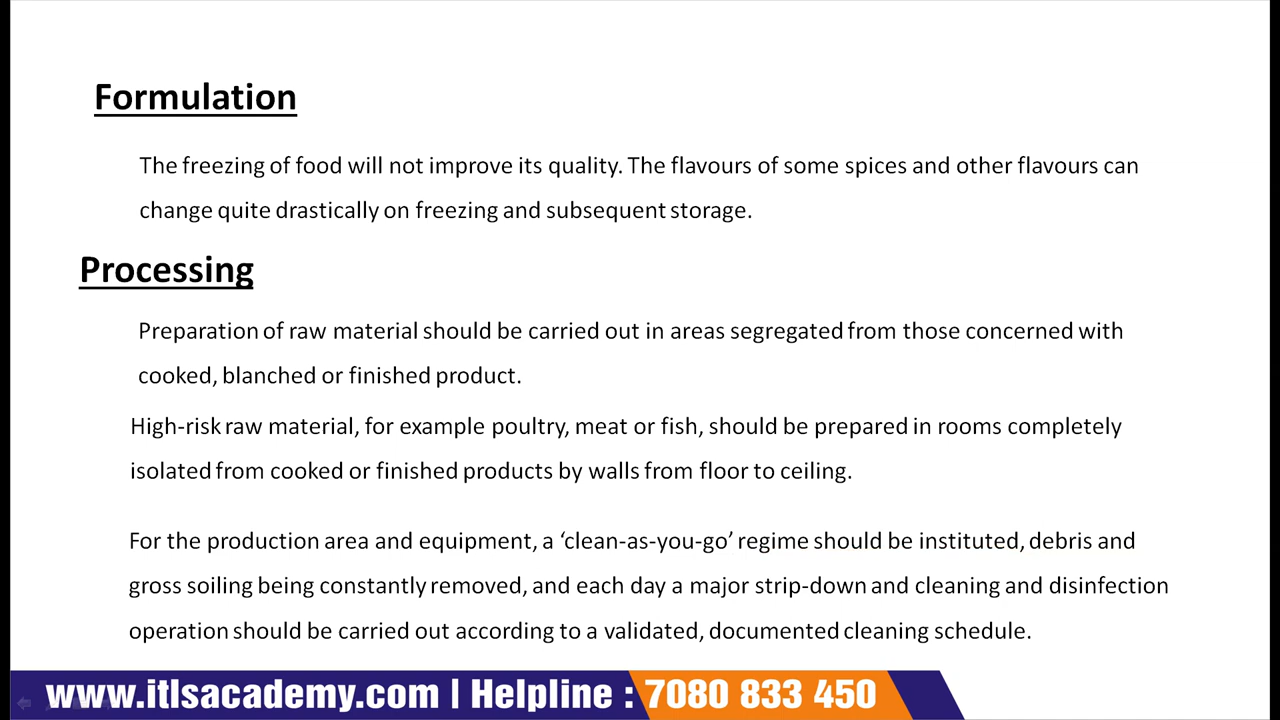 Formulation
The freezing of food will not improve its quality. The flavours of some spices and other flavours can
change quite drastically on freezing and subsequent storage.
Processing
Preparation of raw material should be carried out in areas segregated from those concerned with
cooked, blanched or finished product.
High-risk raw material, for example poultry, meat or fish, should be prepared in rooms completely
isolated from cooked or finished products by walls from floor to ceiling.
For the production area and equipment, a ‘clean-as-you-go’ regime should be instituted, debris and
gross soiling being constantly removed, and each day a major strip-down and cleaning and disinfection
operation should be carried out according to a validated, documented cleaning schedule.
www.itlsacademy.com | Helpline : 7080 833 450